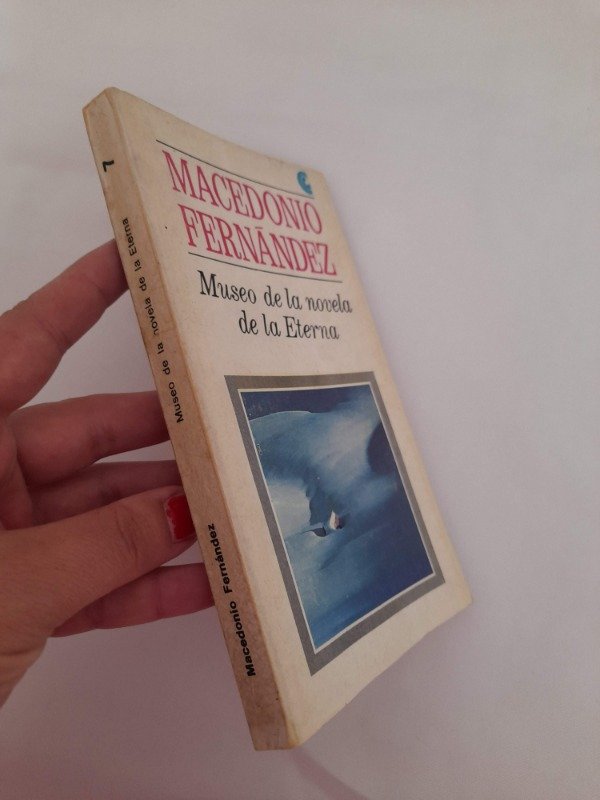 MACEDONIO
FERNÁNDEZ
Museo de la novela
de la Eterna
7
Museo de la novela de la Eterna
Macedonio Fernández